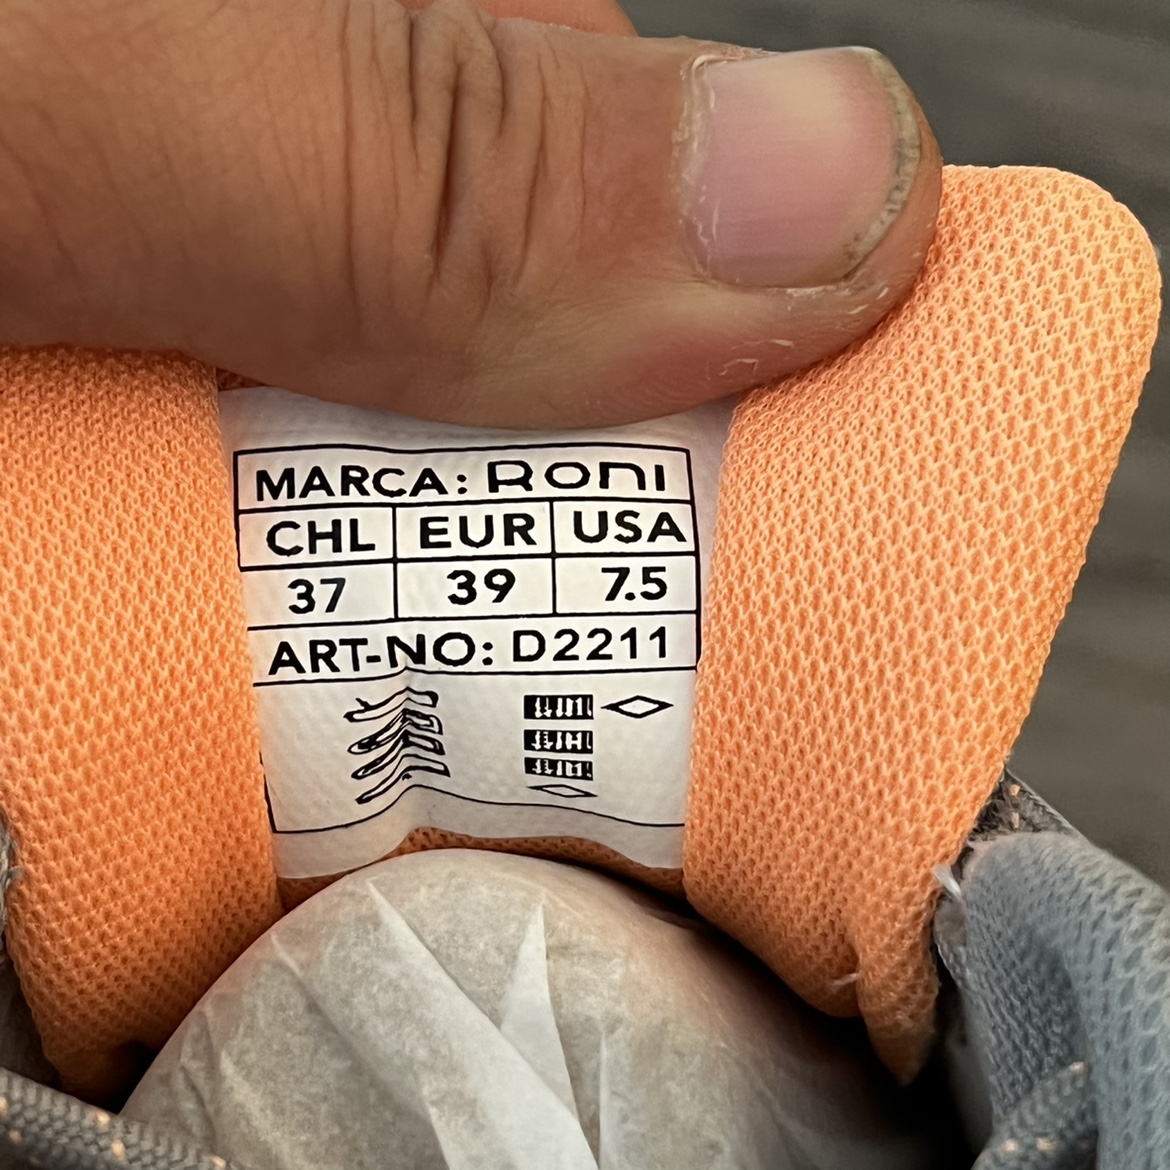 MARCA: RONI
CHL EUR USA
37 39 7.5
ART-NO: D2211